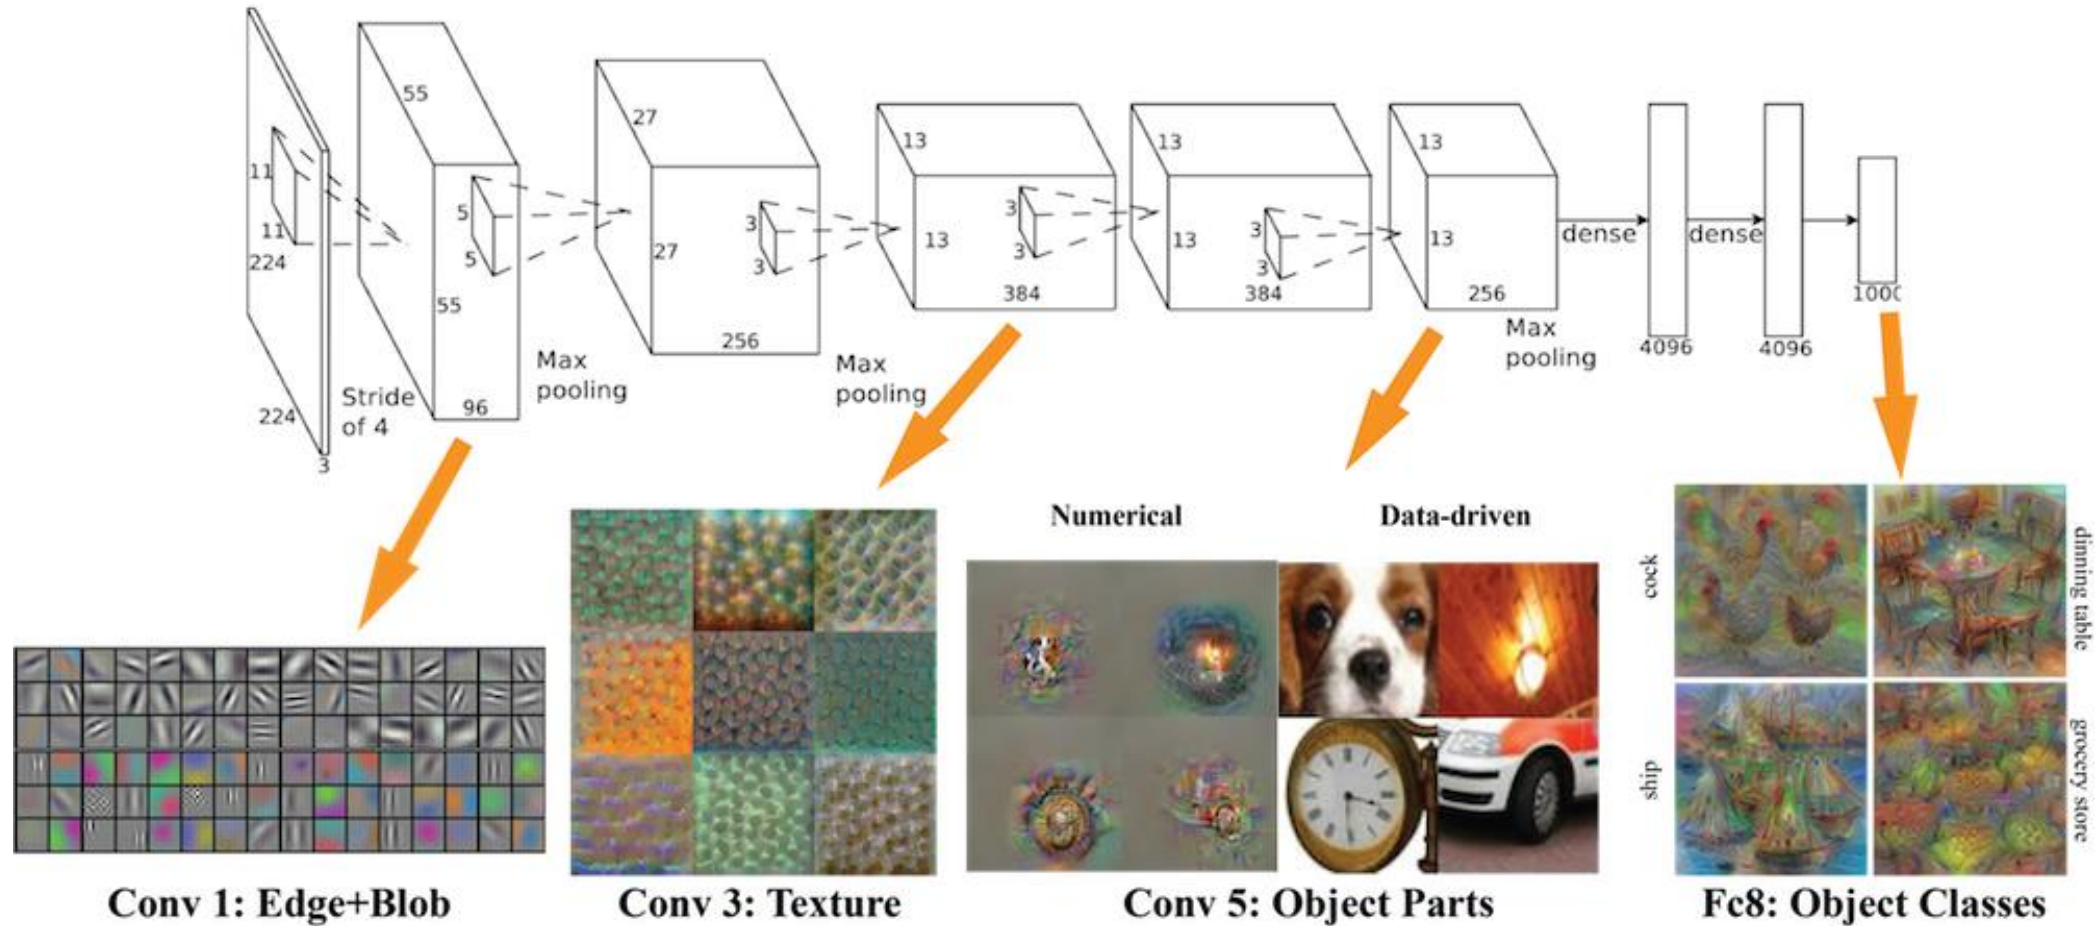 55
27
13
13
13
11
11
224
5
5
3
3
3
3
3
3
55
27
13
13
13
dense
dense
384
384
256
1000
224
Stride
of 4
3
96
Max
pooling
256
Max
pooling
Max
pooling
4096
4096
Numerical
Data-driven
cock
dinning table
ship
grocery store
Conv 1: Edge+Blob
Conv 3: Texture
Conv 5: Object Parts
Fc8: Object Classes